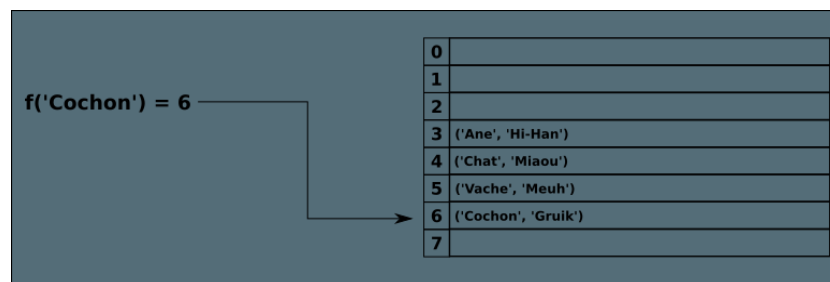 f('Cochon') = 6
0
1
2
3 ('Ane', 'Hi-Han')
4 ('Chat', 'Miaou')
5 ('Vache', 'Meuh')
6 ('Cochon', 'Gruik')
7